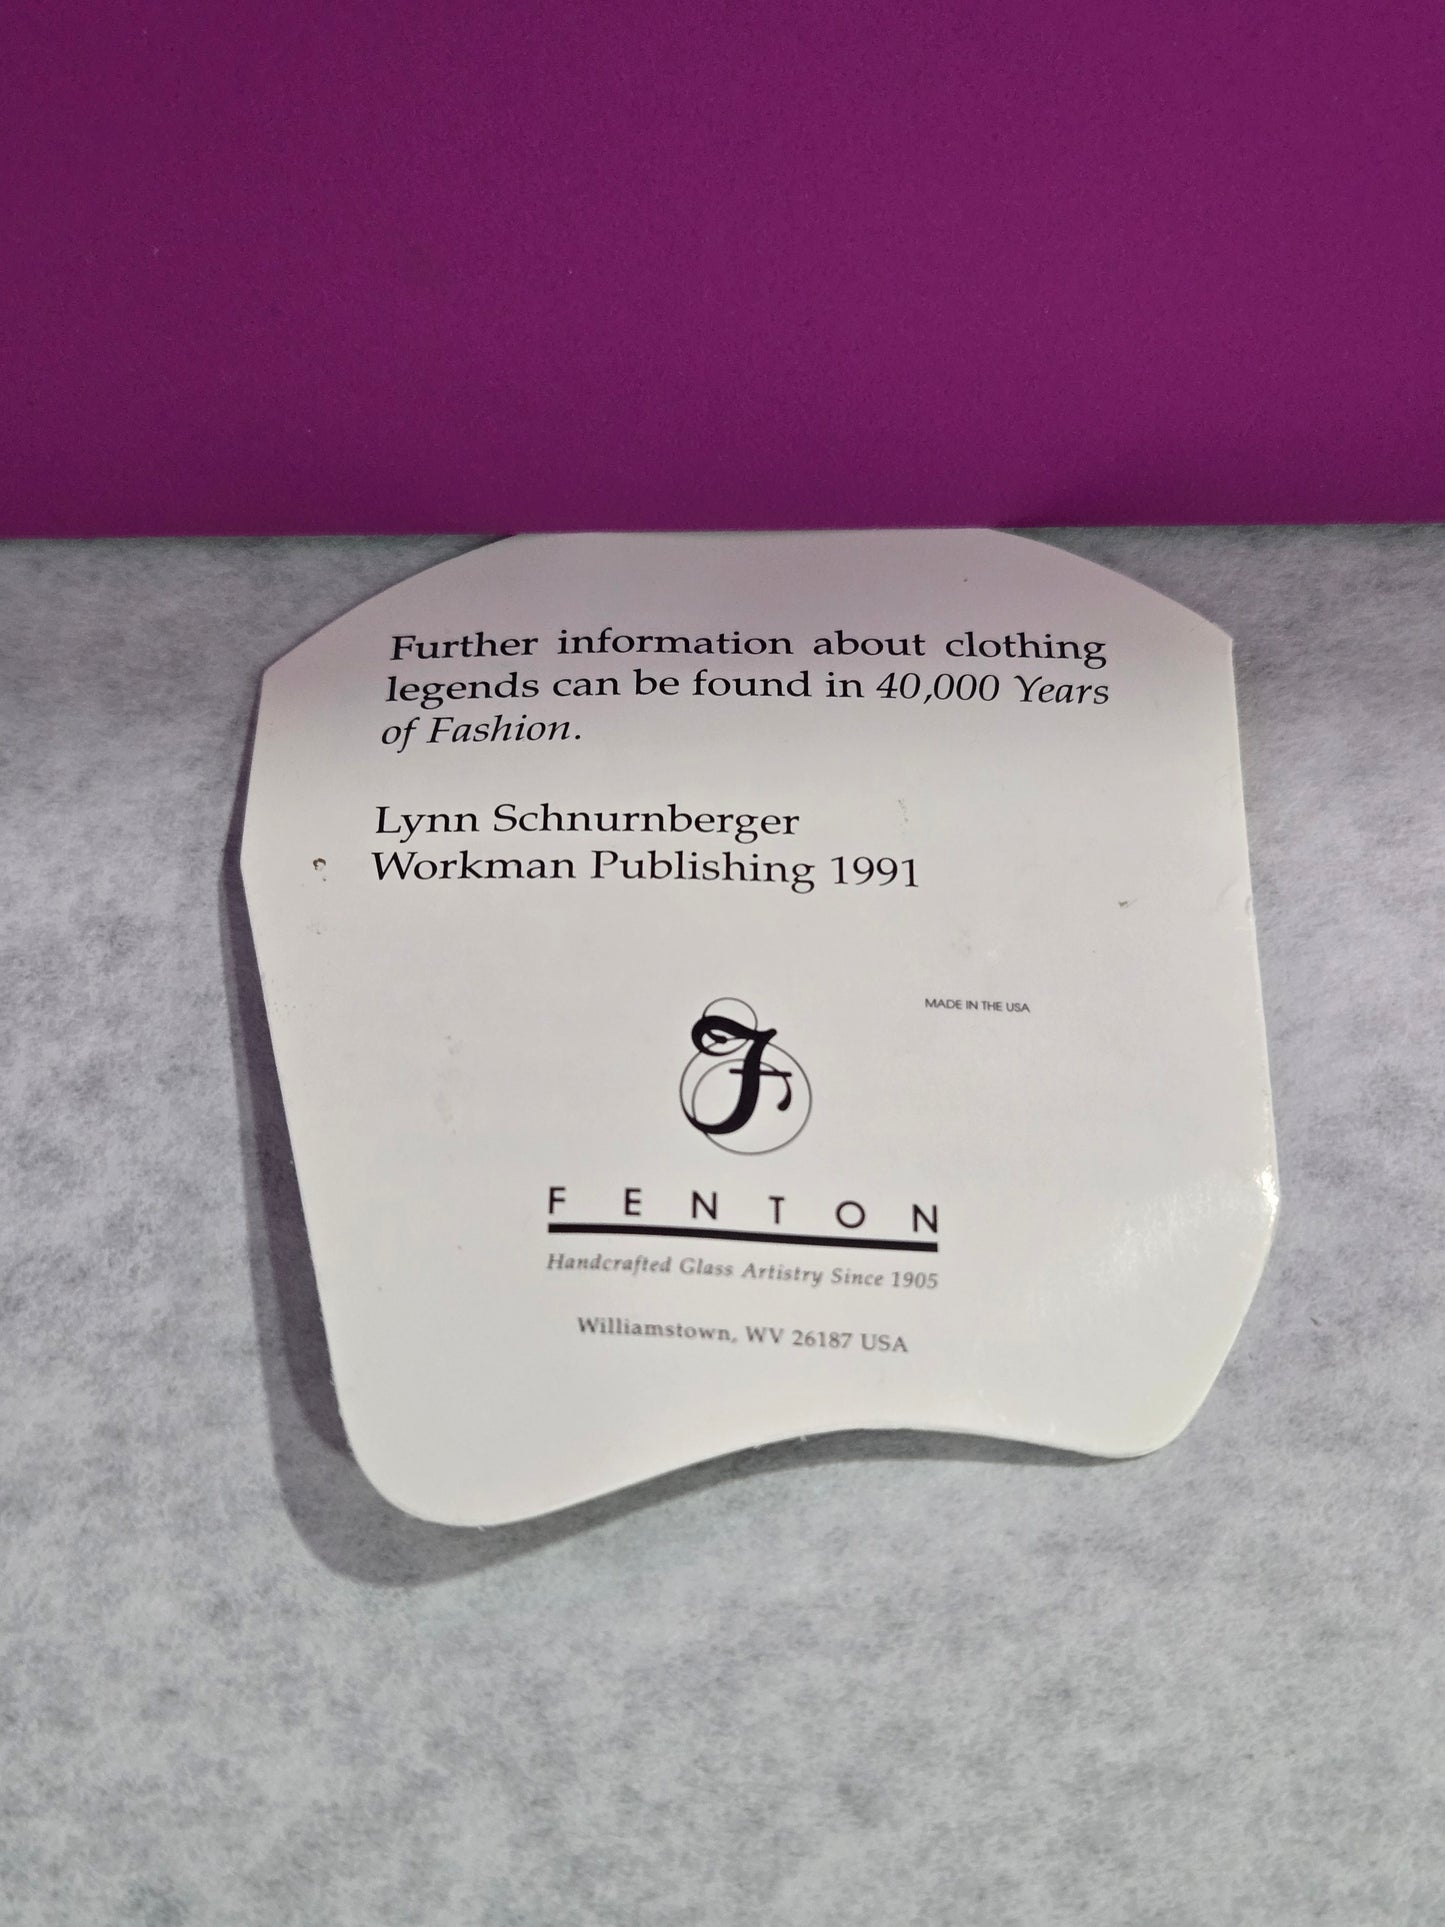 Further information about clothing
legends can be found in 40,000 Years
of Fashion.
Lynn Schnurnberger
Workman Publishing 1991
MADE IN THE USA
F
FENTON
Handcrafted Glass Artistry Since 1905
Williamstown, WV 26187 USA